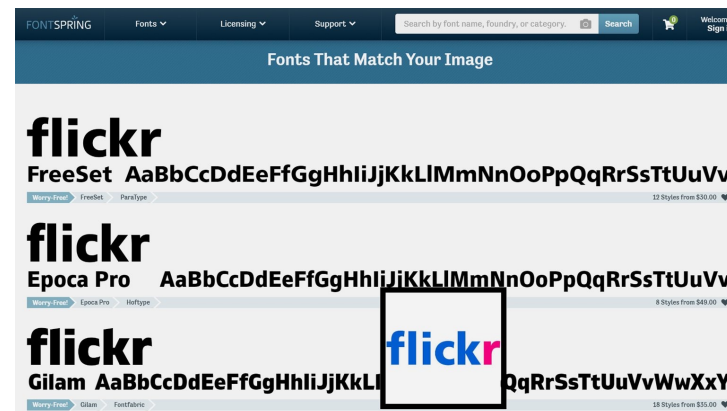 FONTSPRING Fonts Licensing Support Search by font name, foundry, or category. Search 0 Welcom
Sign
Fonts That Match Your Image
flickr
FreeSet AaBbCcDdEeFfGgHhIiJjKkLlMmNnOoPpQqRrSsTtUuVv
Worry-Free! FreeSet ParaType 12 Styles from $30.00
flickr
Epoca Pro AaBbCcDdEeFfGgHhIiJjKkLlMmNnOoPpQqRrSsTtUuVv
Worry-Free! Epoca Pro Hoftype 8 Styles from $49.00
flickr
flickr
Gilam AaBbCcDdEeFfGgHhIiJjKkLl QqRrSsTtUuVvWwXxY
Worry-Free! Gilam Fontfabric 18 Styles from $35.00